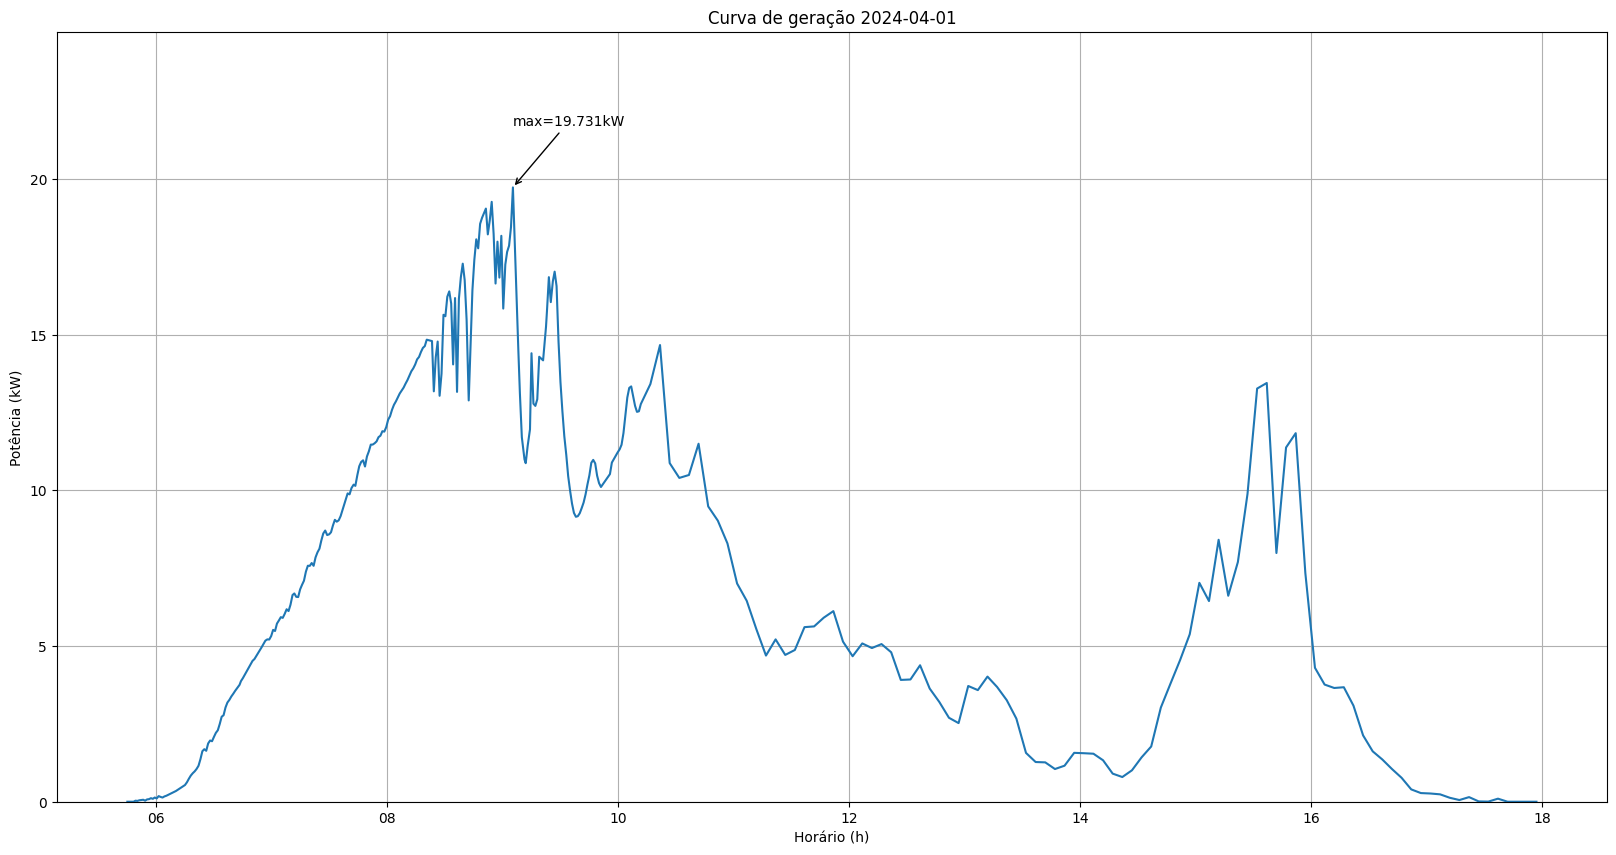 Curva de geração 2024-04-01
max=19.731kW
Potência (kW)
20
15
10
5
0
06 08 10 12 14 16 18
Horário (h)